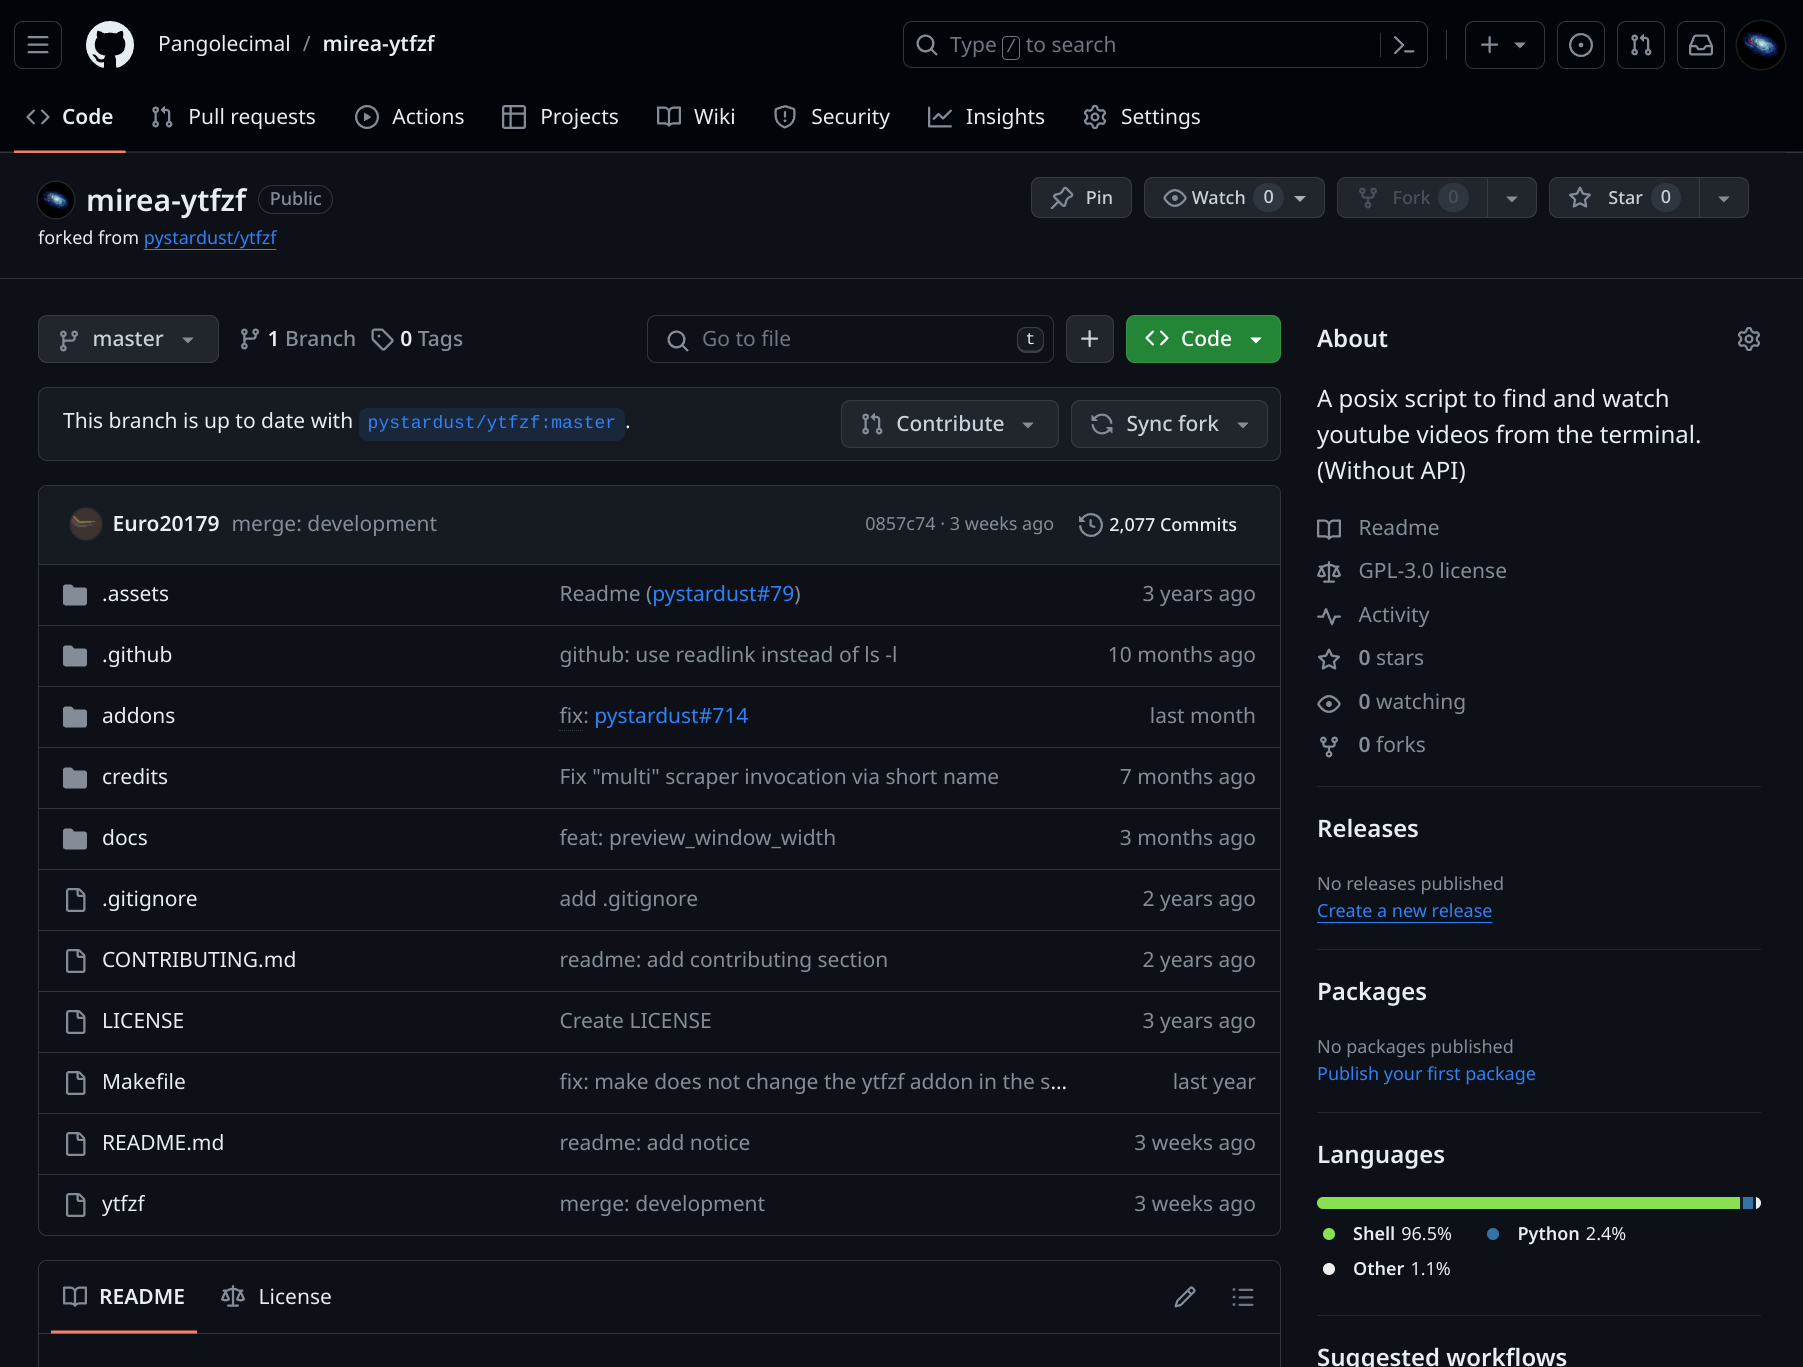 Pangolecimal / mirea-ytfzf
Type / to search
Code Pull requests Actions Projects Wiki Security Insights Settings
mirea-ytfzf Public
Pin Watch 0 Fork 0 Star 0
forked from pystardust/ytfzf
master 1 Branch 0 Tags
Go to file t + Code
This branch is up to date with pystardust/ytfzf:master.
Contribute Sync fork
Euro20179 merge: development 0857c74 · 3 weeks ago 2,077 Commits
.assets Readme (pystardust#79) 3 years ago
.github github: use readlink instead of ls -l 10 months ago
addons fix: pystardust#714 last month
credits Fix "multi" scraper invocation via short name 7 months ago
docs feat: preview_window_width 3 months ago
.gitignore add .gitignore 2 years ago
CONTRIBUTING.md readme: add contributing section 2 years ago
LICENSE Create LICENSE 3 years ago
Makefile fix: make does not change the ytfzf addon in the s... last year
README.md readme: add notice 3 weeks ago
ytfzf merge: development 3 weeks ago
README License
About
A posix script to find and watch
youtube videos from the terminal.
(Without API)
Readme
GPL-3.0 license
Activity
0 stars
0 watching
0 forks
Releases
No releases published
Create a new release
Packages
No packages published
Publish your first package
Languages
Shell 96.5% Python 2.4%
Other 1.1%
Suggested workflows